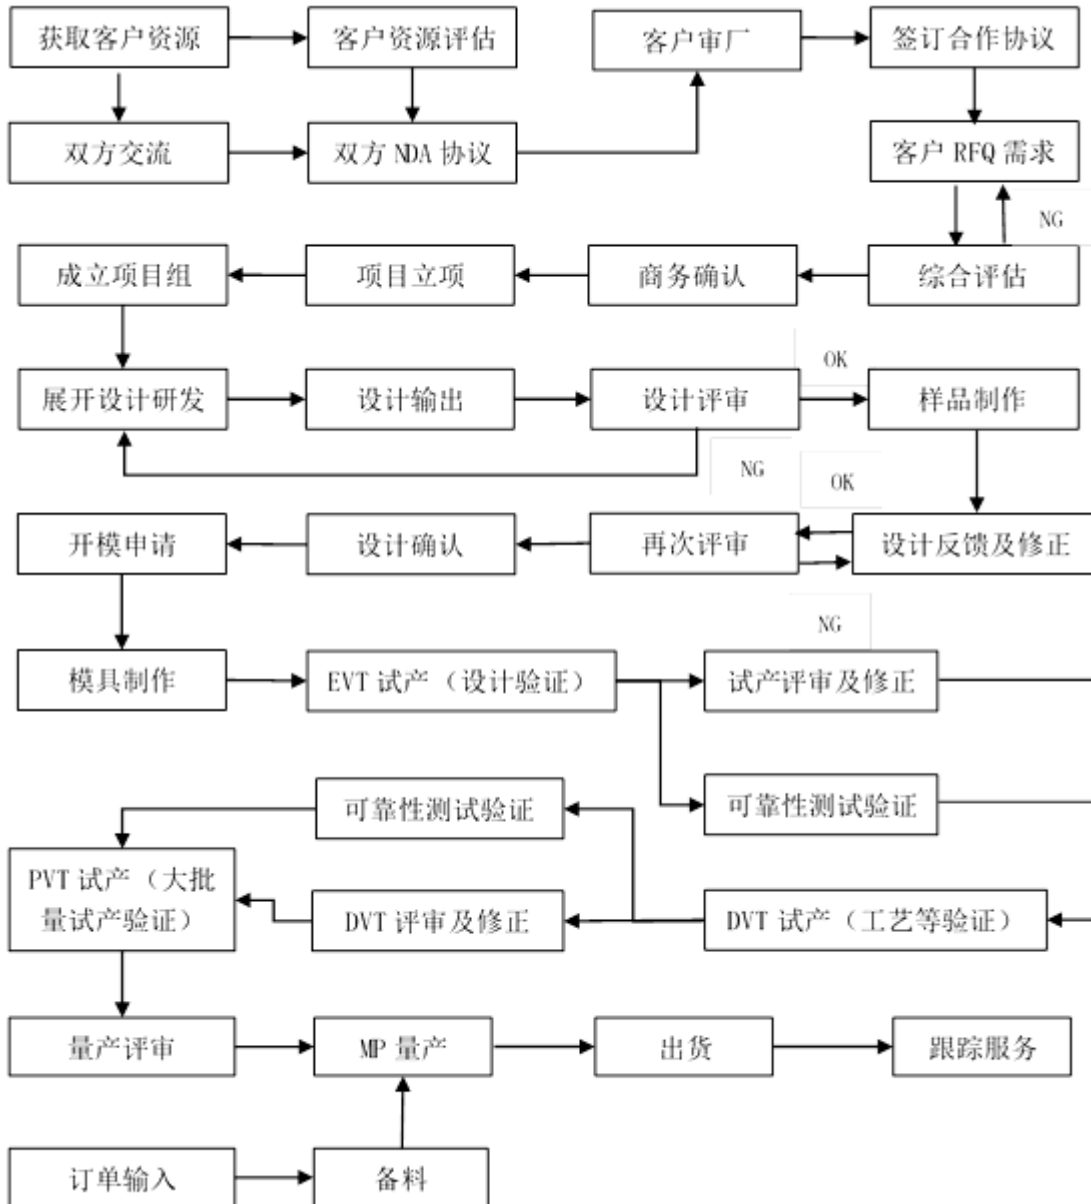 获取客户资源
客户资源评估
客户审厂
签订合作协议
双方交流
双方 NDA 协议
客户 RFQ 需求
NG
成立项目组
项目立项
商务确认
综合评估
OK
展开设计研发
设计输出
设计评审
样品制作
NG
OK
开模申请
设计确认
再次评审
设计反馈及修正
NG
模具制作
EVT 试产（设计验证）
试产评审及修正
可靠性测试验证
可靠性测试验证
PVT 试产（大批
量试产验证）
DVT 评审及修正
DVT 试产（工艺等验证）
量产评审
MP 量产
出货
跟踪服务
订单输入
备料